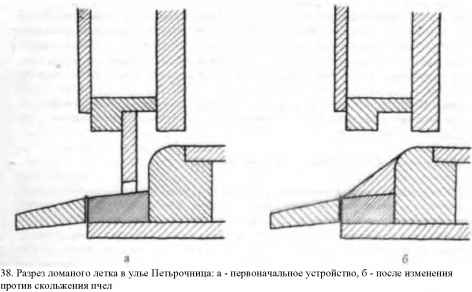 а
б
38. Разрез ломаного летка в улье Петьрочница: а - первоначальное устройство, б - после изменения
против скольжения пчел